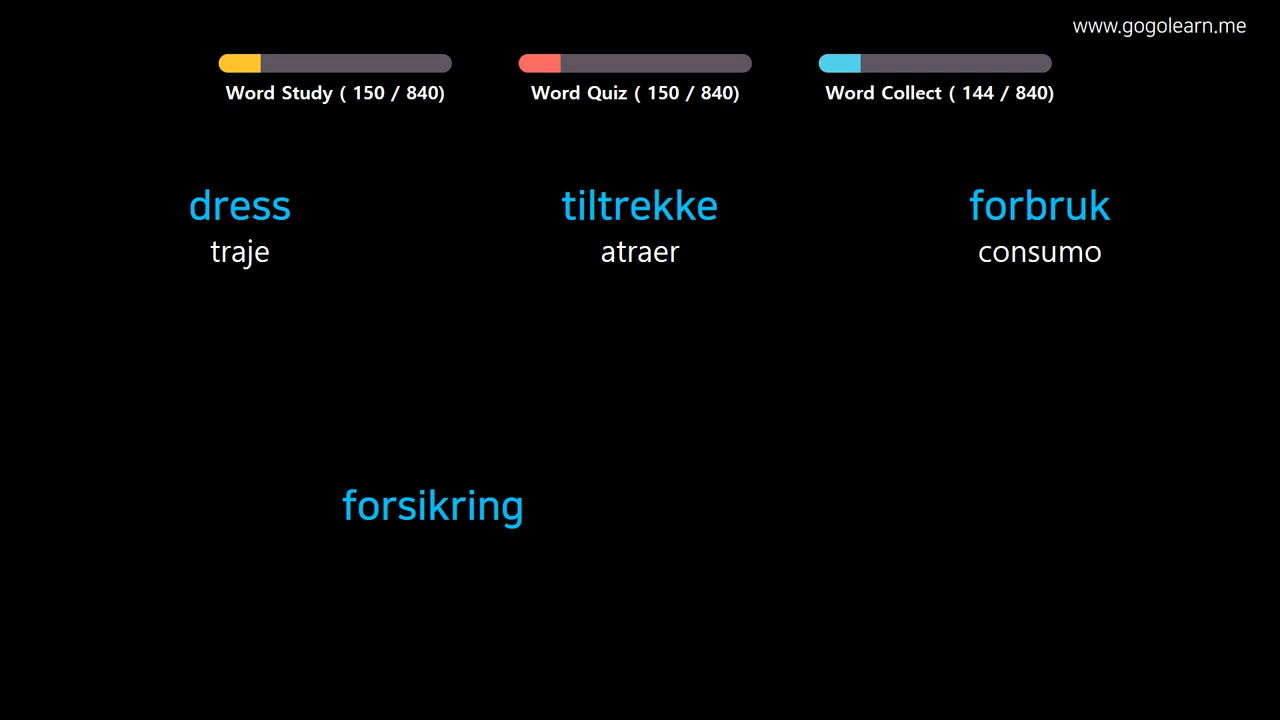 www.gogolearn.me
Word Study ( 150 / 840)
Word Quiz ( 150 / 840)
Word Collect ( 144 / 840)
dress
traje
tiltrekke
atraer
forbruk
consumo
forsikring